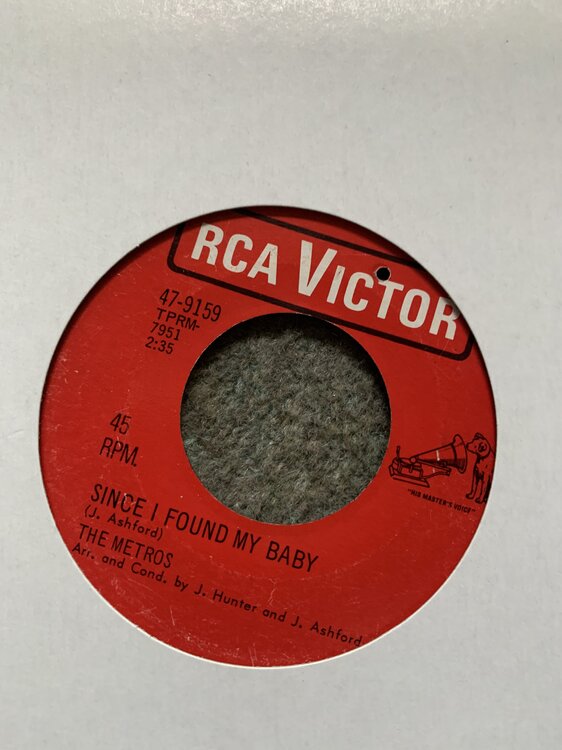 RCA VICTOR
47-9159
TPRM-
7951
2:35
45
RPM.
"HIS MASTER'S VOICE"
SINCE I FOUND MY BABY
(J. Ashford)
THE METROS
Arr. and Cond. by J. Hunter and J. Ashford